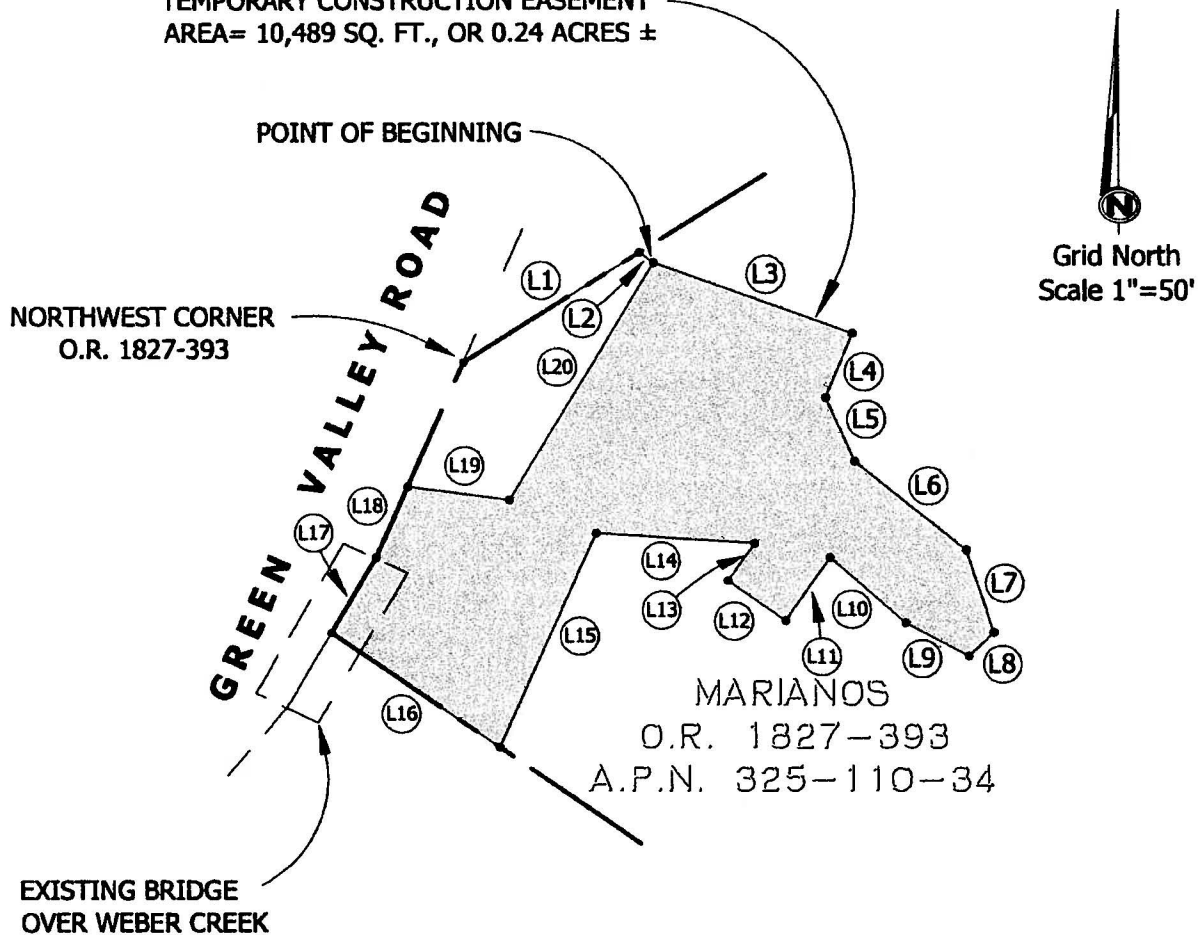 TEMPORARY CONSTRUCTION EASEMENT
AREA= 10,489 SQ. FT., OR 0.24 ACRES ±
POINT OF BEGINNING
N
Grid North
Scale 1"=50'
NORTHWEST CORNER
O.R. 1827-393
GREEN VALLEY ROAD
L1
L2
L3
L20
L4
L5
L19
L6
L18
L17
L14
L7
L13
L12
L10
L15
L11
L9
L8
L16
MARIANOS
O.R. 1827-393
A.P.N. 325-110-34
EXISTING BRIDGE
OVER WEBER CREEK